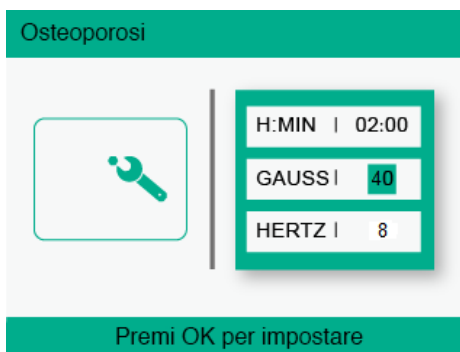 Osteoporosi
H:MIN | 02:00
GAUSS | 40
HERTZ | 8
Premi OK per impostare